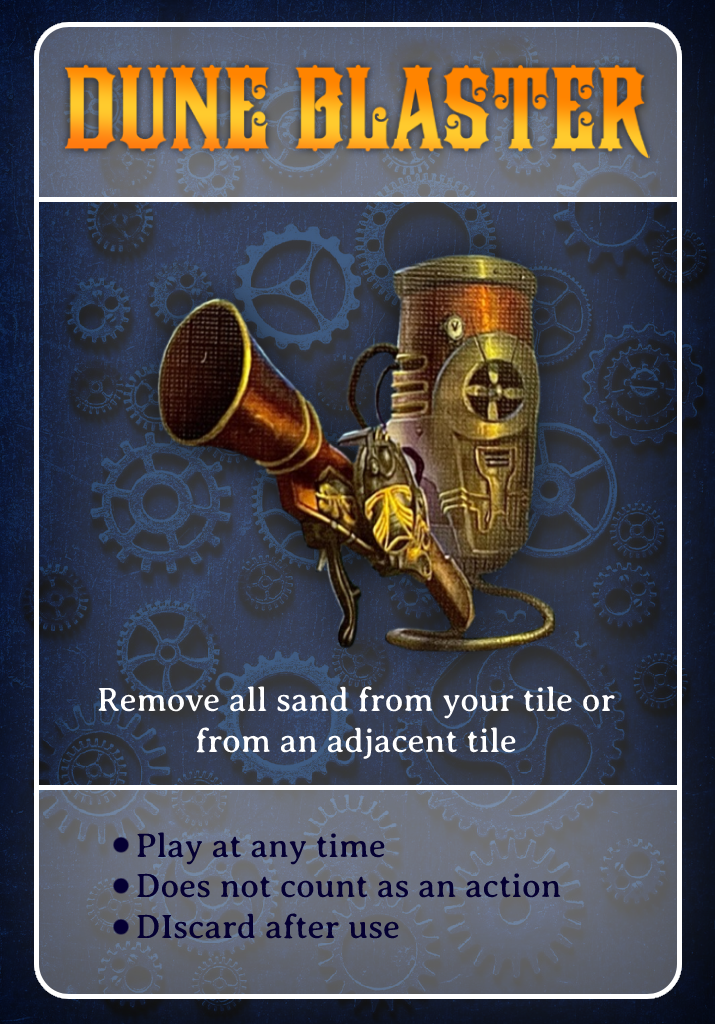 DUNE BLASTER
Remove all sand from your tile or
from an adjacent tile
• Play at any time
• Does not count as an action
• DIscard after use